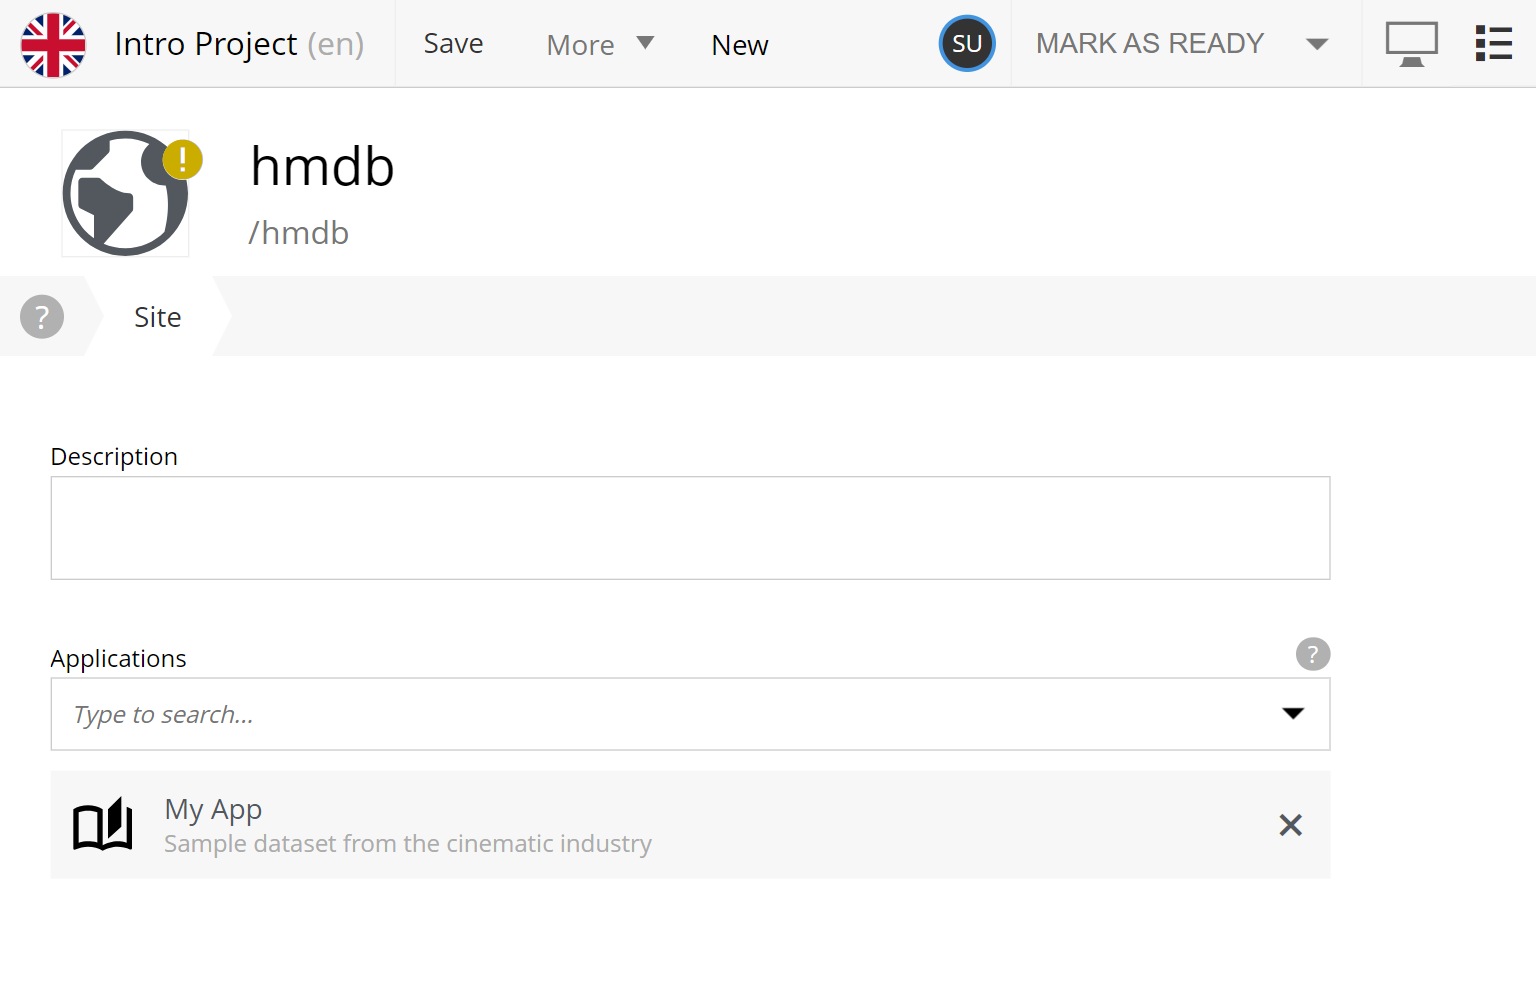 Intro Project (en) Save More New SU MARK AS READY
!
hmdb
/hmdb
? Site
Description
Applications ?
Type to search...
My App
Sample dataset from the cinematic industry